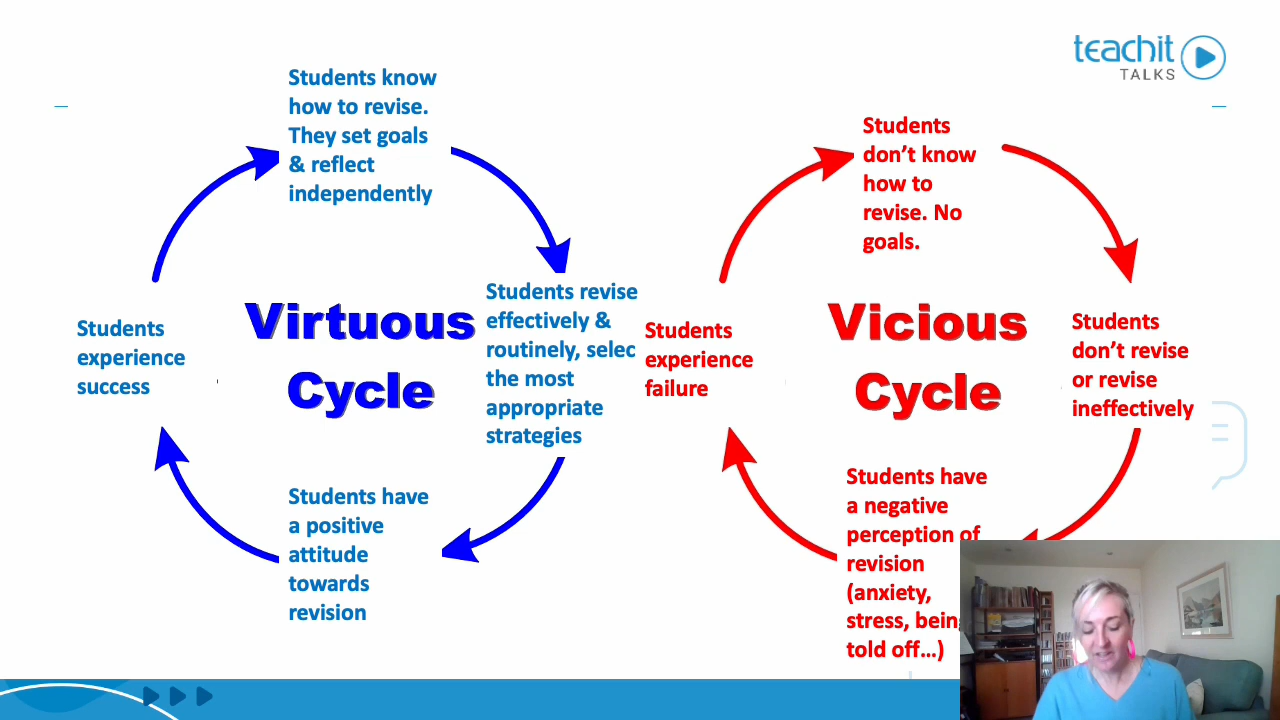 teachit
TALKS
Students know
how to revise.
They set goals
& reflect
independently
Students revise
effectively &
routinely, selec
the most
appropriate
strategies
Students have
a positive
attitude
towards
revision
Students
experience
success
Virtuous
Cycle
Students
don't know
how to
revise. No
goals.
Students
don't revise
or revise
ineffectively
Students have
a negative
perception of
revision
(anxiety,
stress, being
told off…)
Students
experience
failure
Vicious
Cycle